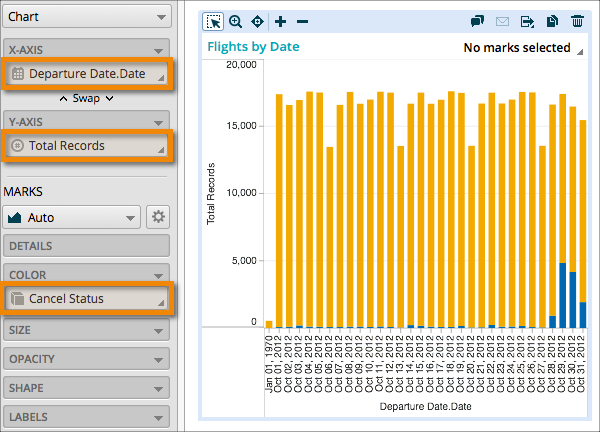 Chart
X-AXIS
Departure Date.Date
Swap
Y-AXIS
Total Records
MARKS
Auto
DETAILS
COLOR
Cancel Status
SIZE
OPACITY
SHAPE
LABELS
Flights by Date
No marks selected
20,000
15,000
10,000
5,000
0
Total Records
Jan 01, 1970
Oct 01, 2012
Oct 02, 2012
Oct 03, 2012
Oct 04, 2012
Oct 05, 2012
Oct 06, 2012
Oct 07, 2012
Oct 08, 2012
Oct 09, 2012
Oct 10, 2012
Oct 11, 2012
Oct 12, 2012
Oct 13, 2012
Oct 14, 2012
Oct 15, 2012
Oct 16, 2012
Oct 17, 2012
Oct 18, 2012
Oct 19, 2012
Oct 20, 2012
Oct 21, 2012
Oct 22, 2012
Oct 23, 2012
Oct 24, 2012
Oct 25, 2012
Oct 26, 2012
Oct 27, 2012
Oct 28, 2012
Oct 29, 2012
Oct 30, 2012
Oct 31, 2012
Departure Date.Date